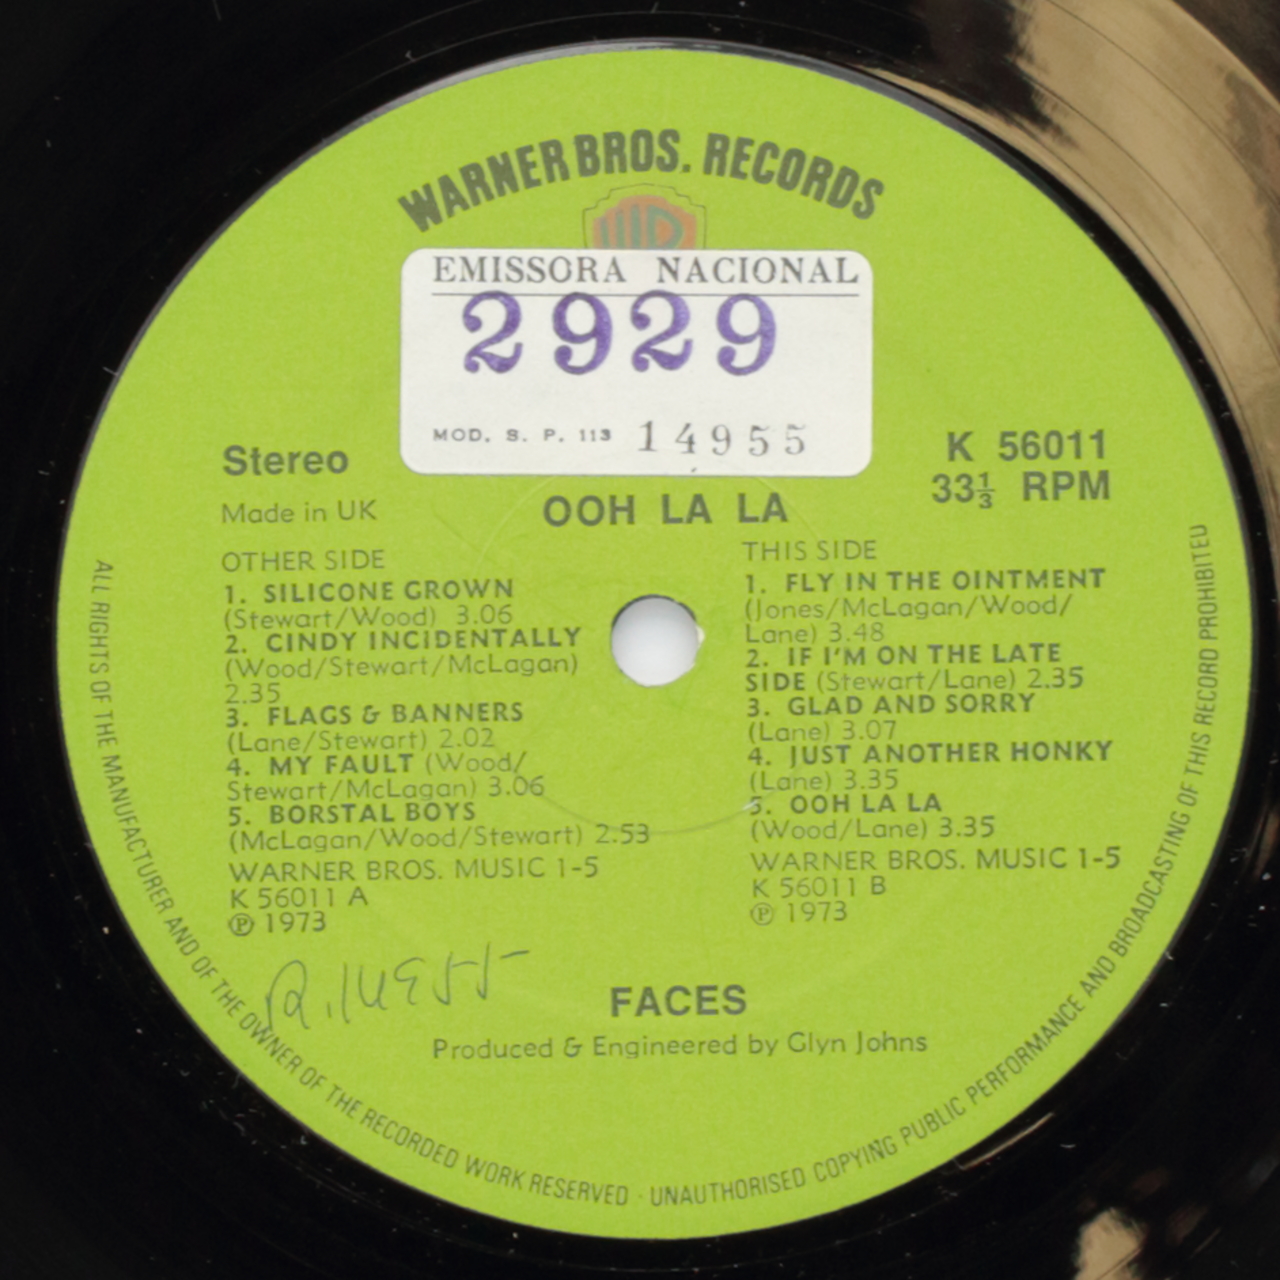 WARNER BROS. RECORDS
EMISSORA NACIONAL
2929
MOD. S. P. 113 14955
Stereo
Made in UK
K 56011
33⅓ RPM
OOH LA LA
OTHER SIDE
1. SILICONE GROWN
(Stewart/Wood) 3.06
2. CINDY INCIDENTALLY
(Wood/Stewart/McLagan)
2.35
3. FLAGS & BANNERS
(Lane/Stewart) 2.02
4. MY FAULT (Wood/
Stewart/McLagan) 3.06
5. BORSTAL BOYS
(McLagan/Wood/Stewart) 2.53
WARNER BROS. MUSIC 1-5
K 56011 A
℗ 1973
THIS SIDE
1. FLY IN THE OINTMENT
(Jones/McLagan/Wood/
Lane) 3.48
2. IF I'M ON THE LATE
SIDE (Stewart/Lane) 2.35
3. GLAD AND SORRY
(Lane) 3.07
4. JUST ANOTHER HONKY
(Lane) 3.35
5. OOH LA LA
(Wood/Lane) 3.35
WARNER BROS. MUSIC 1-5
K 56011 B
℗ 1973
R.14955
FACES
Produced & Engineered by Glyn Johns
ALL RIGHTS OF THE MANUFACTURER AND OF THE OWNER OF THE RECORDED WORK RESERVED · UNAUTHORISED COPYING PUBLIC PERFORMANCE AND BROADCASTING OF THIS RECORD PROHIBITED